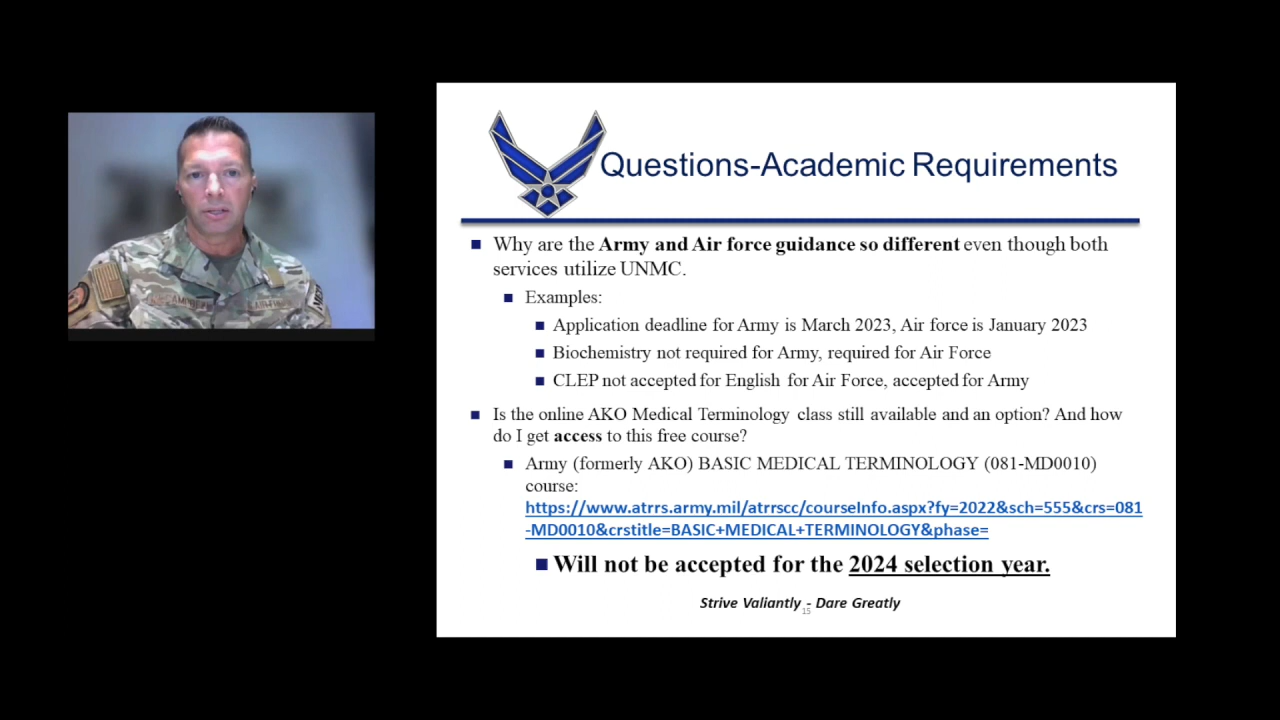 Questions-Academic Requirements
■ Why are the Army and Air force guidance so different even though both
services utilize UNMC.
■ Examples:
■ Application deadline for Army is March 2023, Air force is January 2023
■ Biochemistry not required for Army, required for Air Force
■ CLEP not accepted for English for Air Force, accepted for Army
■ Is the online AKO Medical Terminology class still available and an option? And how
do I get access to this free course?
■ Army (formerly AKO) BASIC MEDICAL TERMINOLOGY (081-MD0010)
course:
https://www.atrrs.army.mil/atrrscc/courseInfo.aspx?fy=2022&sch=555&crs=081
-MD0010&crstitle=BASIC+MEDICAL+TERMINOLOGY&phase=
■ Will not be accepted for the 2024 selection year.
Strive Valiantly - Dare Greatly
15